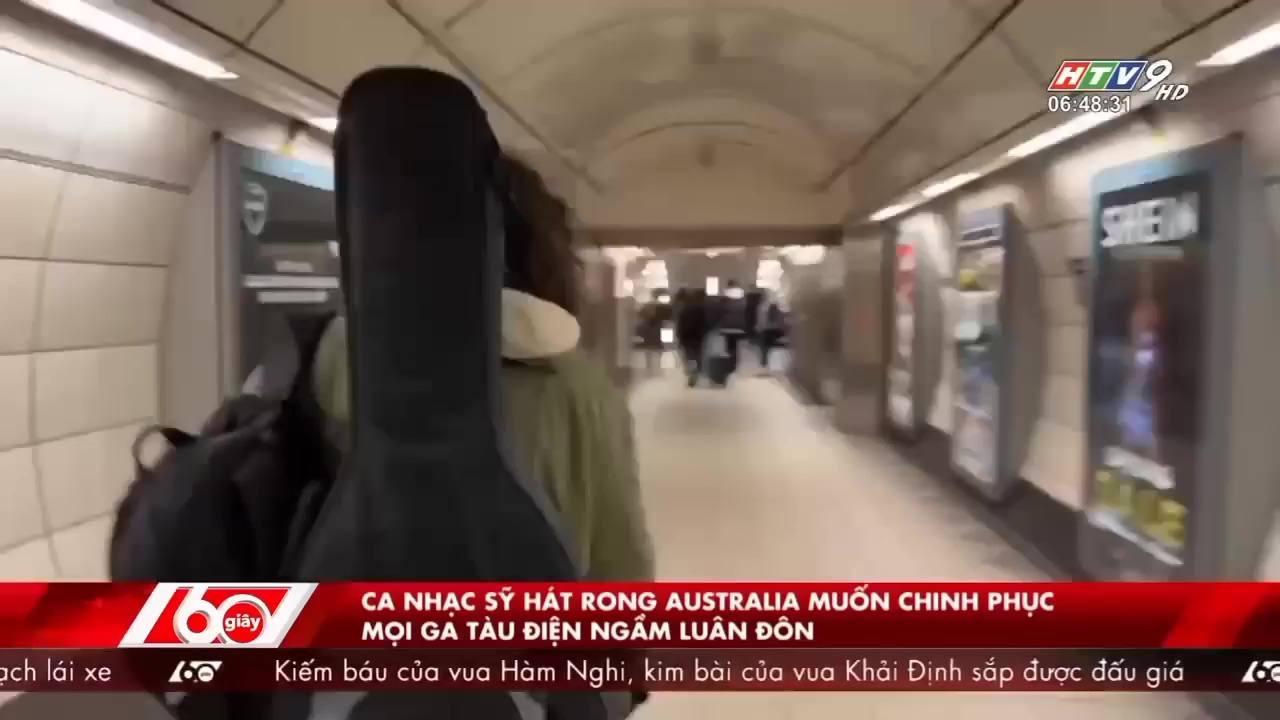 HTV9 HD
06:48:31
SHEIN
60 giây
CA NHẠC SỸ HÁT RONG AUSTRALIA MUỐN CHINH PHỤC
MỌI GA TÀU ĐIỆN NGẦM LUÂN ĐÔN
ạch lái xe 60 Kiếm báu của vua Hàm Nghi, kim bài của vua Khải Định sắp được đấu giá